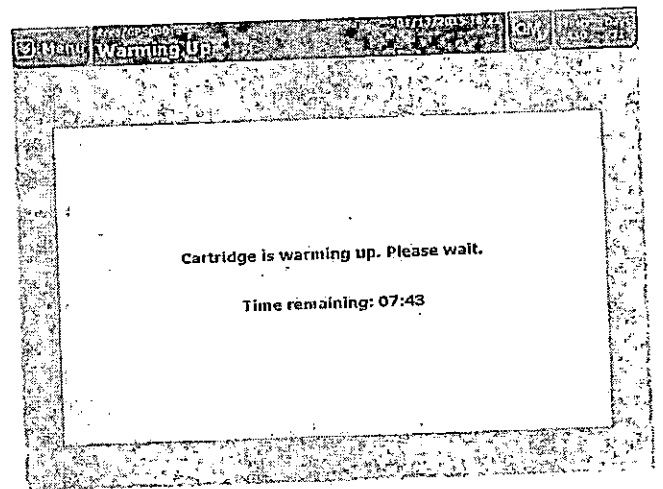 Menu
Warming Up
Cartridge is warming up. Please wait.
Time remaining: 07:43